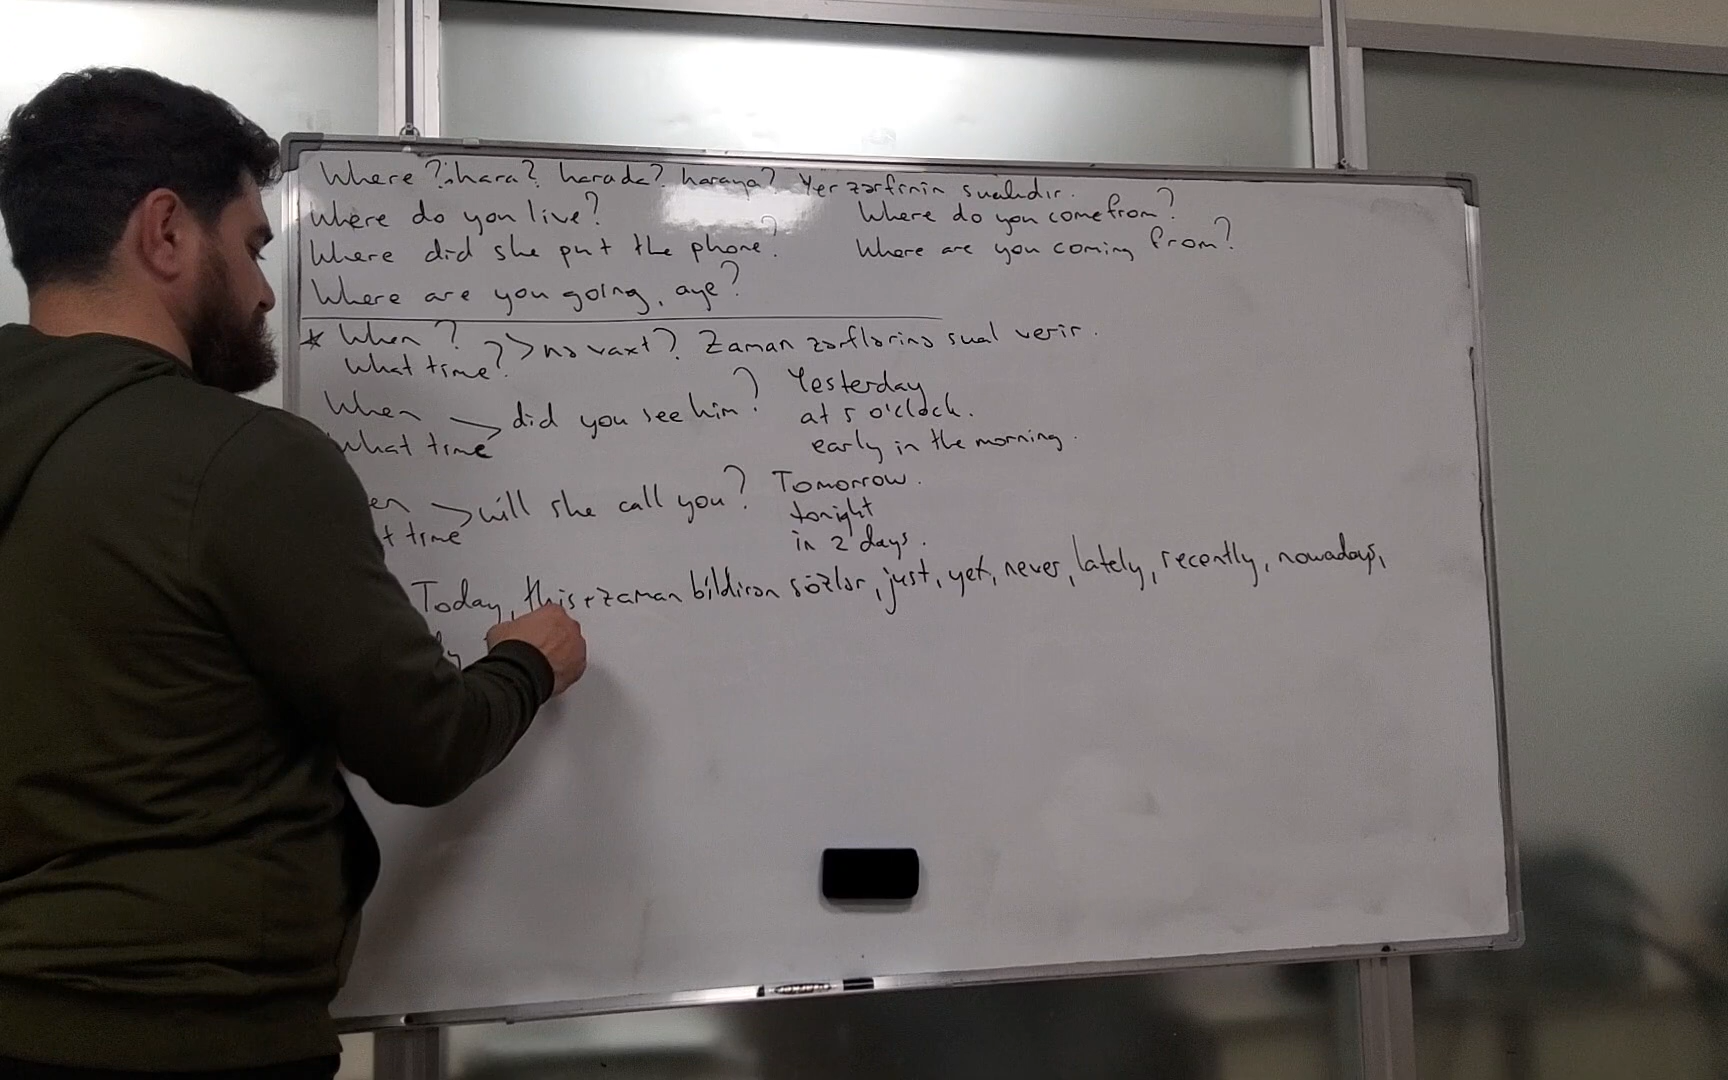 Where ? : hara? harada? haraya? Yer zərfinin sualıdır.
Where do you live? Where do you come from?
Where did she put the phone? Where are you coming from?
Where are you going, aye?
* When ?
What time? > nə vaxt? Zaman zərflərinə sual verir.
When
What time > did you see him? Yesterday
at 5 o'clock.
early in the morning.
en
t time > will she call you? Tomorrow.
tonight
in 2 days.
Today, this + zaman bildirən sözlər, just, yet, never, lately, recently, nowadays,
ly